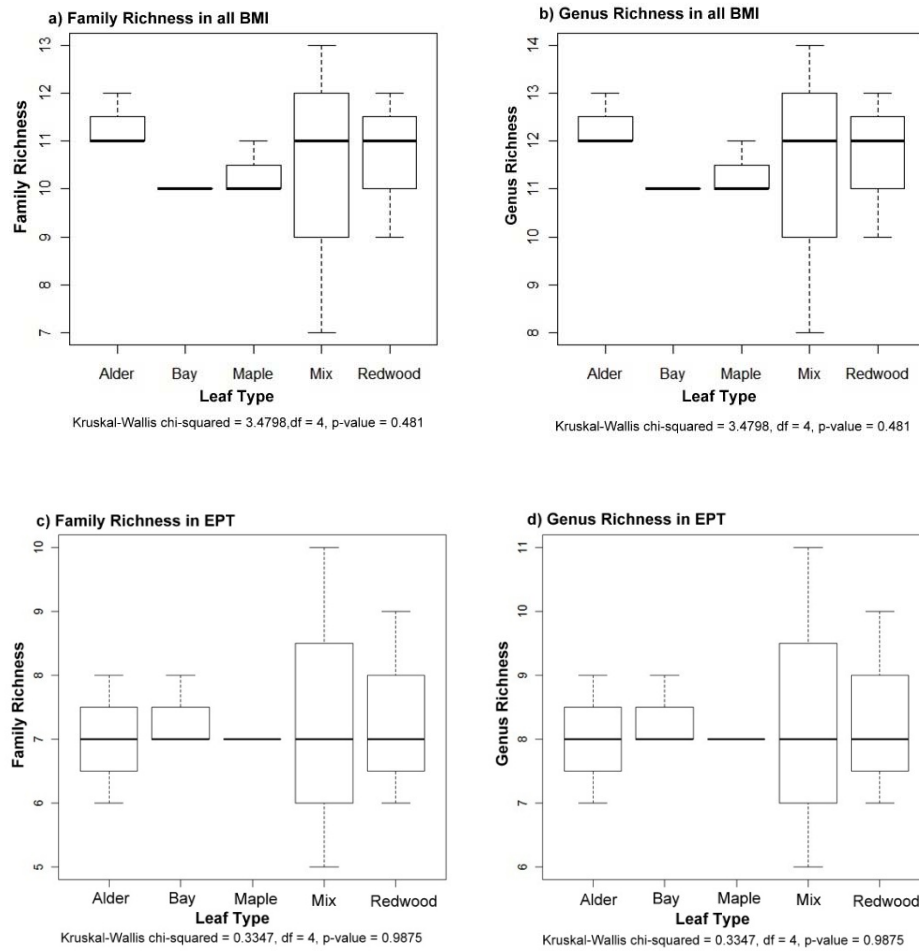 a) Family Richness in all BMI
Family Richness
13
12
11
10
9
8
7
Alder Bay Maple Mix Redwood
Leaf Type
Kruskal-Wallis chi-squared = 3.4798,df = 4, p-value = 0.481
b) Genus Richness in all BMI
Genus Richness
14
13
12
11
10
9
8
Alder Bay Maple Mix Redwood
Leaf Type
Kruskal-Wallis chi-squared = 3.4798, df = 4, p-value = 0.481
c) Family Richness in EPT
Family Richness
10
9
8
7
6
5
Alder Bay Maple Mix Redwood
Leaf Type
Kruskal-Wallis chi-squared = 0.3347, df = 4, p-value = 0.9875
d) Genus Richness in EPT
Genus Richness
11
10
9
8
7
6
Alder Bay Maple Mix Redwood
Leaf Type
Kruskal-Wallis chi-squared = 0.3347, df = 4, p-value = 0.9875